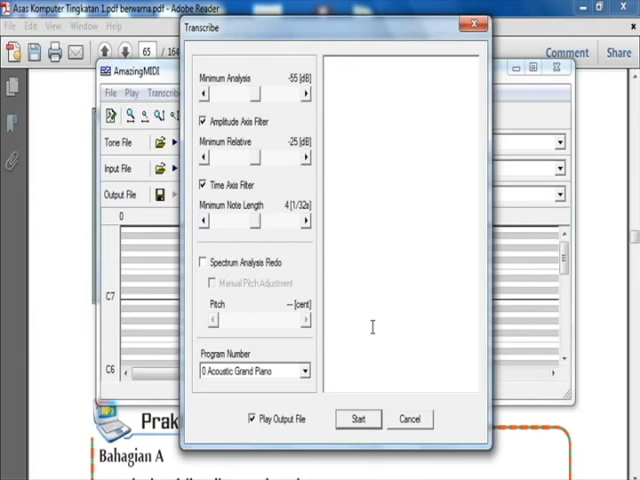 Asas Komputer Tingkatan 1.pdf berwarna.pdf - Adobe Reader
File Edit View Window Help
65 / 164
Comment
Share
AmazingMIDI
File Play Transcribe
Tone File
Input File
Output File
0
C7
C6
Transcribe
Minimum Analysis -55 [dB]
Amplitude Axis Filter
Minimum Relative -25 [dB]
Time Axis Filter
Minimum Note Length 4 [1/32s]
Spectrum Analysis Redo
Manual Pitch Adjustment
Pitch --- [cent]
Program Number
0 Acoustic Grand Piano
Play Output File
Start
Cancel
Prak
Bahagian A